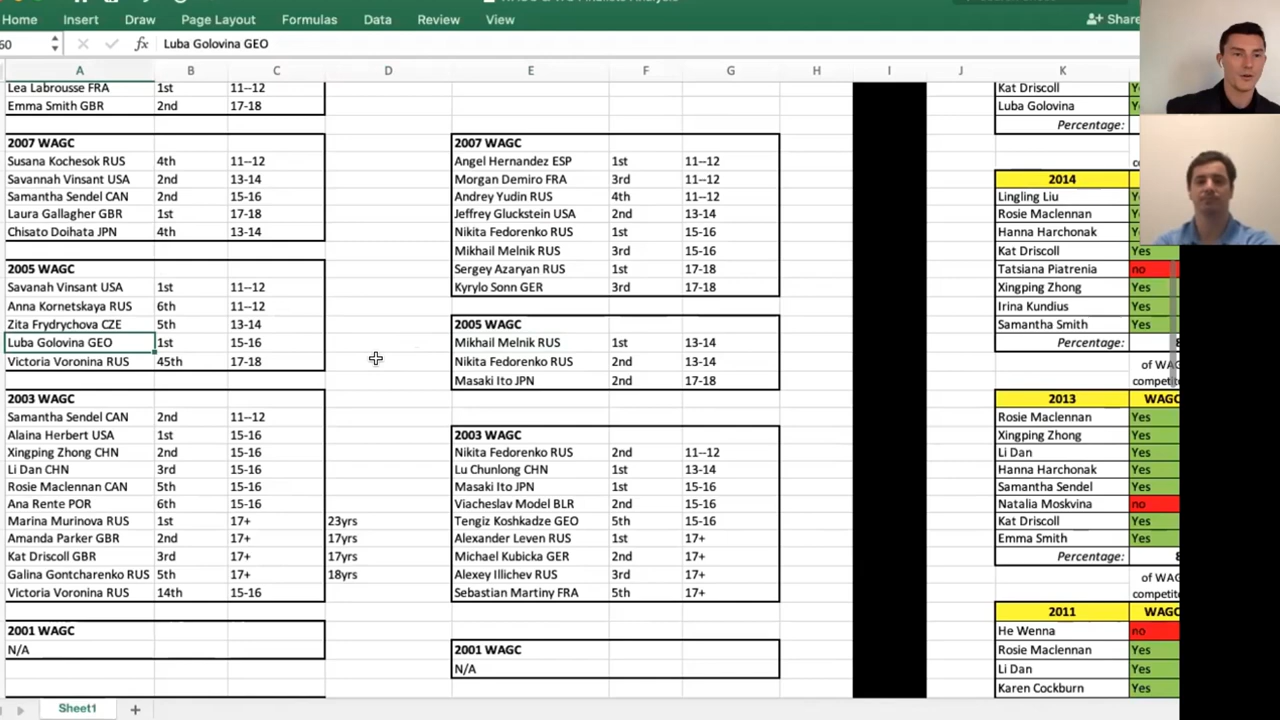 Home Insert Draw Page Layout Formulas Data Review View Share
60 fx Luba Golovina GEO
A B C D E F G H I J K
Lea Labrousse FRA 1st 11--12 Kat Driscoll
Emma Smith GBR 2nd 17-18 Luba Golovina
Percentage:
2007 WAGC 2007 WAGC
Susana Kochesok RUS 4th 11--12 Angel Hernandez ESP 1st 11--12
Savannah Vinsant USA 2nd 13-14 Morgan Demiro FRA 3rd 11--12 2014
Samantha Sendel CAN 2nd 15-16 Andrey Yudin RUS 4th 11--12 Lingling Liu
Laura Gallagher GBR 1st 17-18 Jeffrey Gluckstein USA 2nd 13-14 Rosie Maclennan
Chisato Doihata JPN 4th 13-14 Nikita Fedorenko RUS 1st 15-16 Hanna Harchonak
Mikhail Melnik RUS 3rd 15-16 Kat Driscoll Yes
2005 WAGC Sergey Azaryan RUS 1st 17-18 Tatsiana Piatrenia no
Savanah Vinsant USA 1st 11--12 Kyrylo Sonn GER 3rd 17-18 Xingping Zhong Yes
Anna Kornetskaya RUS 6th 11--12 Irina Kundius Yes
Zita Frydrychova CZE 5th 13-14 2005 WAGC Samantha Smith Yes
Luba Golovina GEO 1st 15-16 Mikhail Melnik RUS 1st 13-14 Percentage:
Victoria Voronina RUS 45th 17-18 Nikita Fedorenko RUS 2nd 13-14 of WAG
Masaki Ito JPN 2nd 17-18 competit
2003 WAGC 2013 WAGC
Samantha Sendel CAN 2nd 11--12 Rosie Maclennan Yes
Alaina Herbert USA 1st 15-16 2003 WAGC Xingping Zhong Yes
Xingping Zhong CHN 2nd 15-16 Nikita Fedorenko RUS 2nd 11--12 Li Dan Yes
Li Dan CHN 3rd 15-16 Lu Chunlong CHN 1st 13-14 Hanna Harchonak Yes
Rosie Maclennan CAN 5th 15-16 Masaki Ito JPN 1st 15-16 Samantha Sendel Yes
Ana Rente POR 6th 15-16 Viacheslav Model BLR 2nd 15-16 Natalia Moskvina no
Marina Murinova RUS 1st 17+ 23yrs Tengiz Koshkadze GEO 5th 15-16 Kat Driscoll Yes
Amanda Parker GBR 2nd 17+ 17yrs Alexander Leven RUS 1st 17+ Emma Smith Yes
Kat Driscoll GBR 3rd 17+ 17yrs Michael Kubicka GER 2nd 17+ Percentage: 8
Galina Gontcharenko RUS 5th 17+ 18yrs Alexey Illichev RUS 3rd 17+ of WAG
Victoria Voronina RUS 14th 15-16 Sebastian Martiny FRA 5th 17+ competit
2011 WAGC
2001 WAGC He Wenna no
N/A 2001 WAGC Rosie Maclennan Yes
N/A Li Dan Yes
Karen Cockburn Yes
Sheet1